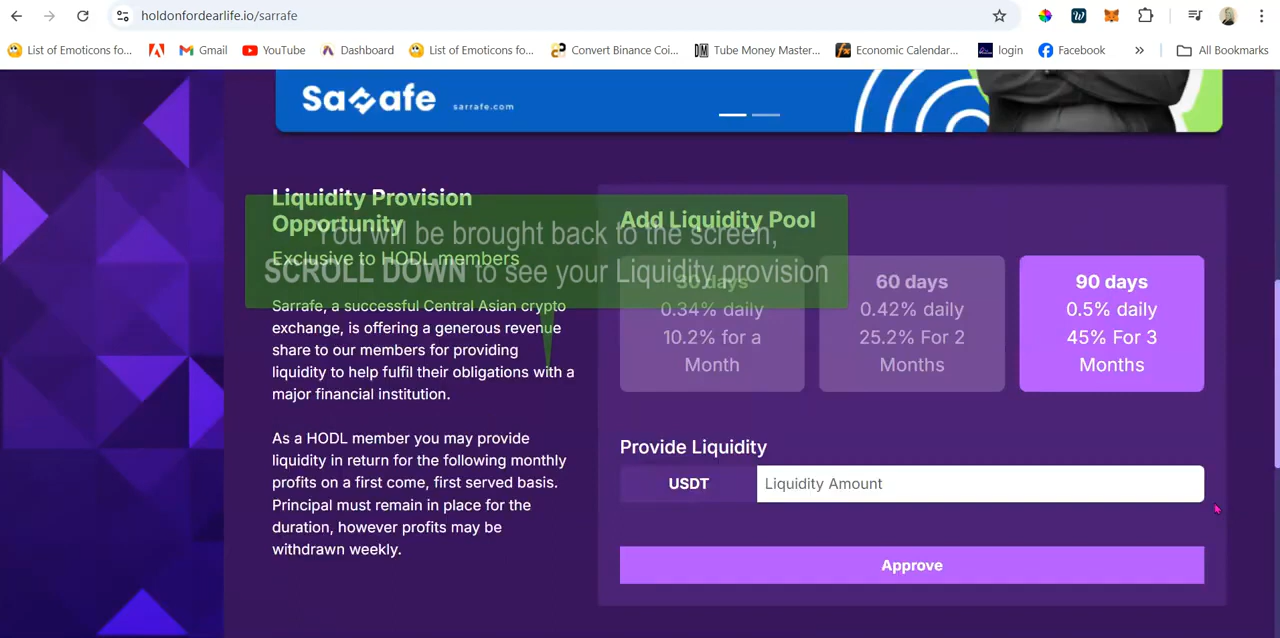 holdonfordearlife.io/sarrafe
List of Emoticons fo...
Gmail
YouTube
Dashboard
List of Emoticons fo...
Convert Binance Coi...
Tube Money Master...
Economic Calendar...
login
Facebook
»
All Bookmarks
Sarrafe
sarrafe.com
Liquidity Provision
Opportunity
Exclusive to HODL members
You will be brought back to the screen,
SCROLL DOWN to see your Liquidity provision
Sarrafe, a successful Central Asian crypto
exchange, is offering a generous revenue
share to our members for providing
liquidity to help fulfil their obligations with a
major financial institution.
As a HODL member you may provide
liquidity in return for the following monthly
profits on a first come, first served basis.
Principal must remain in place for the
duration, however profits may be
withdrawn weekly.
Add Liquidity Pool
30 days
0.34% daily
10.2% for a
Month
60 days
0.42% daily
25.2% For 2
Months
90 days
0.5% daily
45% For 3
Months
Provide Liquidity
USDT
Liquidity Amount
Approve